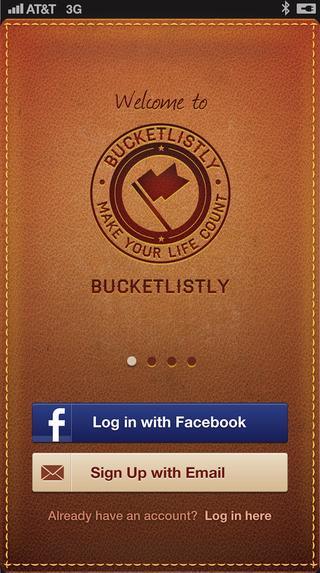 AT&T 3G
Welcome to
BUCKETLISTLY
MAKE YOUR LIFE COUNT
BUCKETLISTLY
f Log in with Facebook
Sign Up with Email
Already have an account? Log in here